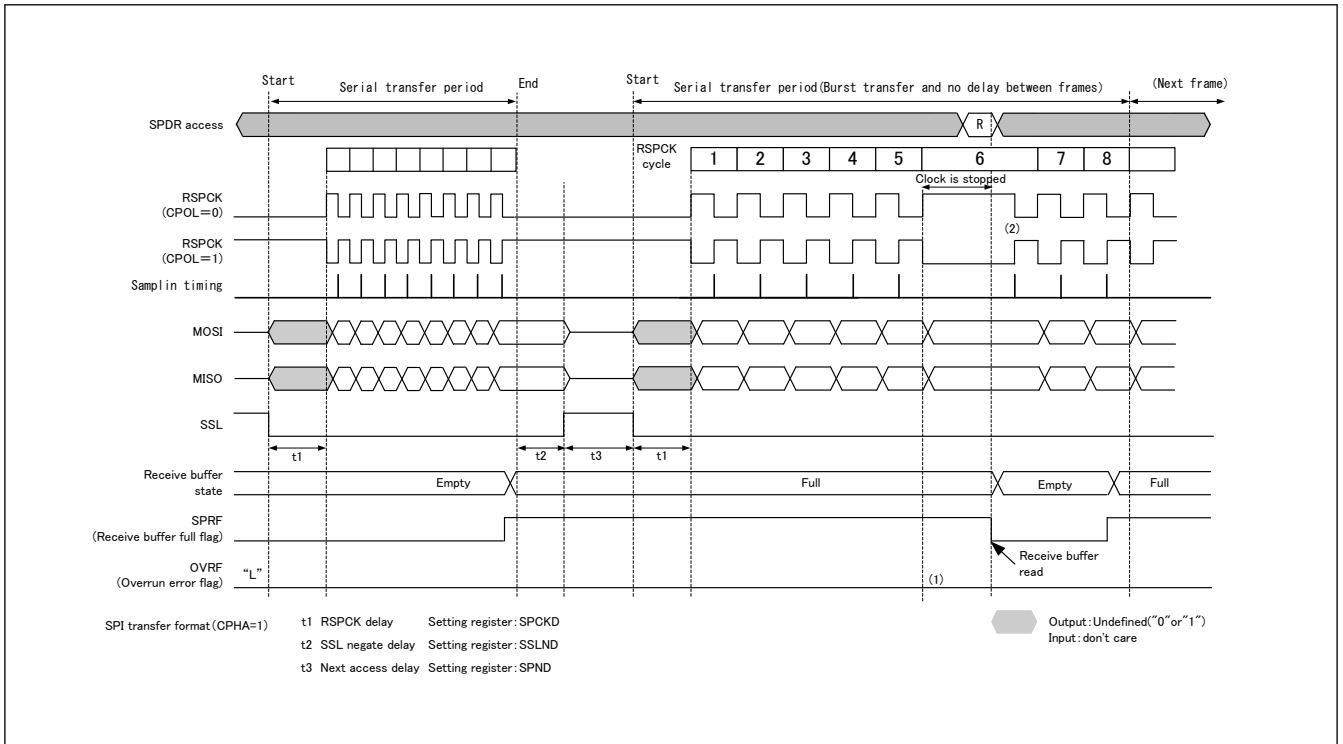 Start
Serial transfer period
End
Start
Serial transfer period(Burst transfer and no delay between frames)
(Next frame)
SPDR access
R
RSPCK
cycle
1 2 3 4 5 6 7 8
Clock is stopped
RSPCK
(CPOL=0)
(2)
RSPCK
(CPOL=1)
Samplin timing
MOSI
MISO
SSL
t1 t2 t3 t1
Receive buffer
state
Empty Full Empty Full
SPRF
(Receive buffer full flag)
Receive buffer
read
OVRF
(Overrun error flag)
“L”
(1)
SPI transfer format(CPHA=1)
t1 RSPCK delay Setting register:SPCKD
t2 SSL negate delay Setting register:SSLND
t3 Next access delay Setting register:SPND
Output:Undefined("0"or"1")
Input:don't care